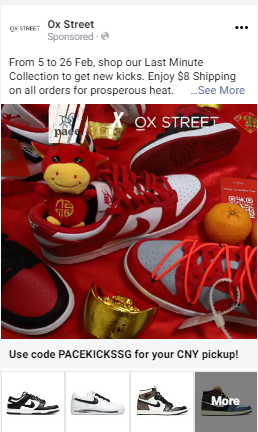 OX STREET
Ox Street
Sponsored ·
From 5 to 26 Feb, shop our Last Minute
Collection to get new kicks. Enjoy $8 Shipping
on all orders for prosperous heat. ...See More
pace X OX STREET
Use code PACEKICKSSG for your CNY pickup!
More